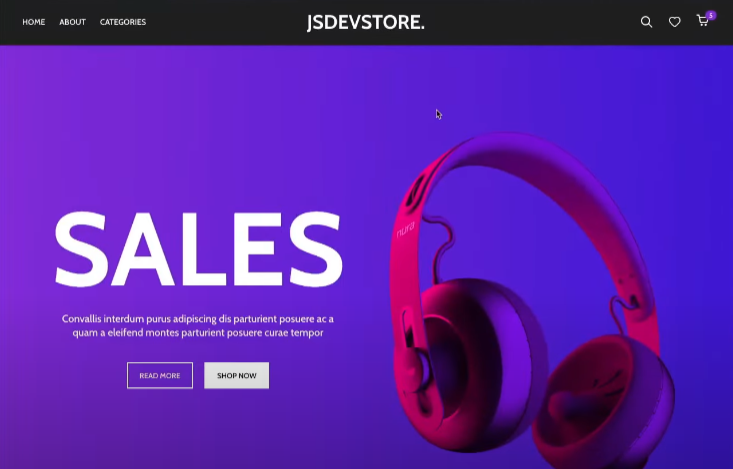 HOME ABOUT CATEGORIES JSDEVSTORE. 5
SALES
nura
Convallis interdum purus adipiscing dis parturient posuere ac a
quam a eleifend montes parturient posuere curae tempor
READ MORE SHOP NOW